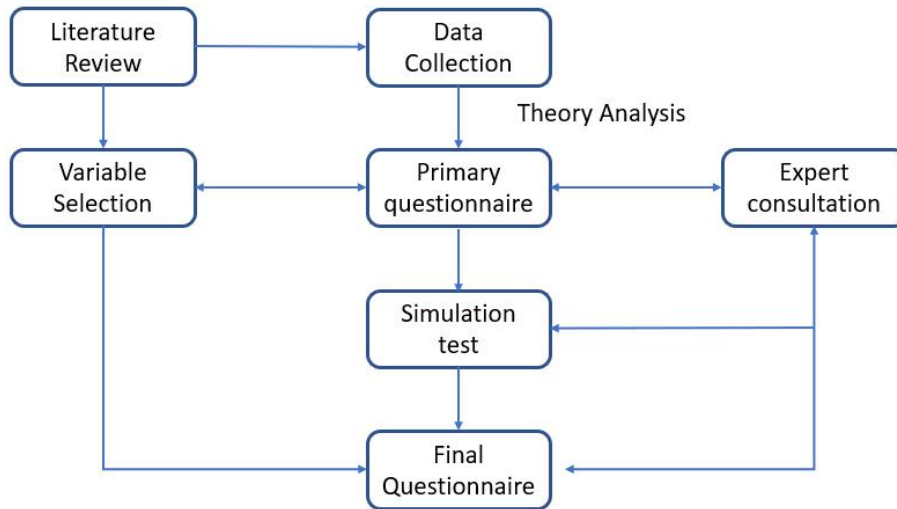 Literature
Review
Data
Collection
Theory Analysis
Variable
Selection
Primary
questionnaire
Expert
consultation
Simulation
test
Final
Questionnaire